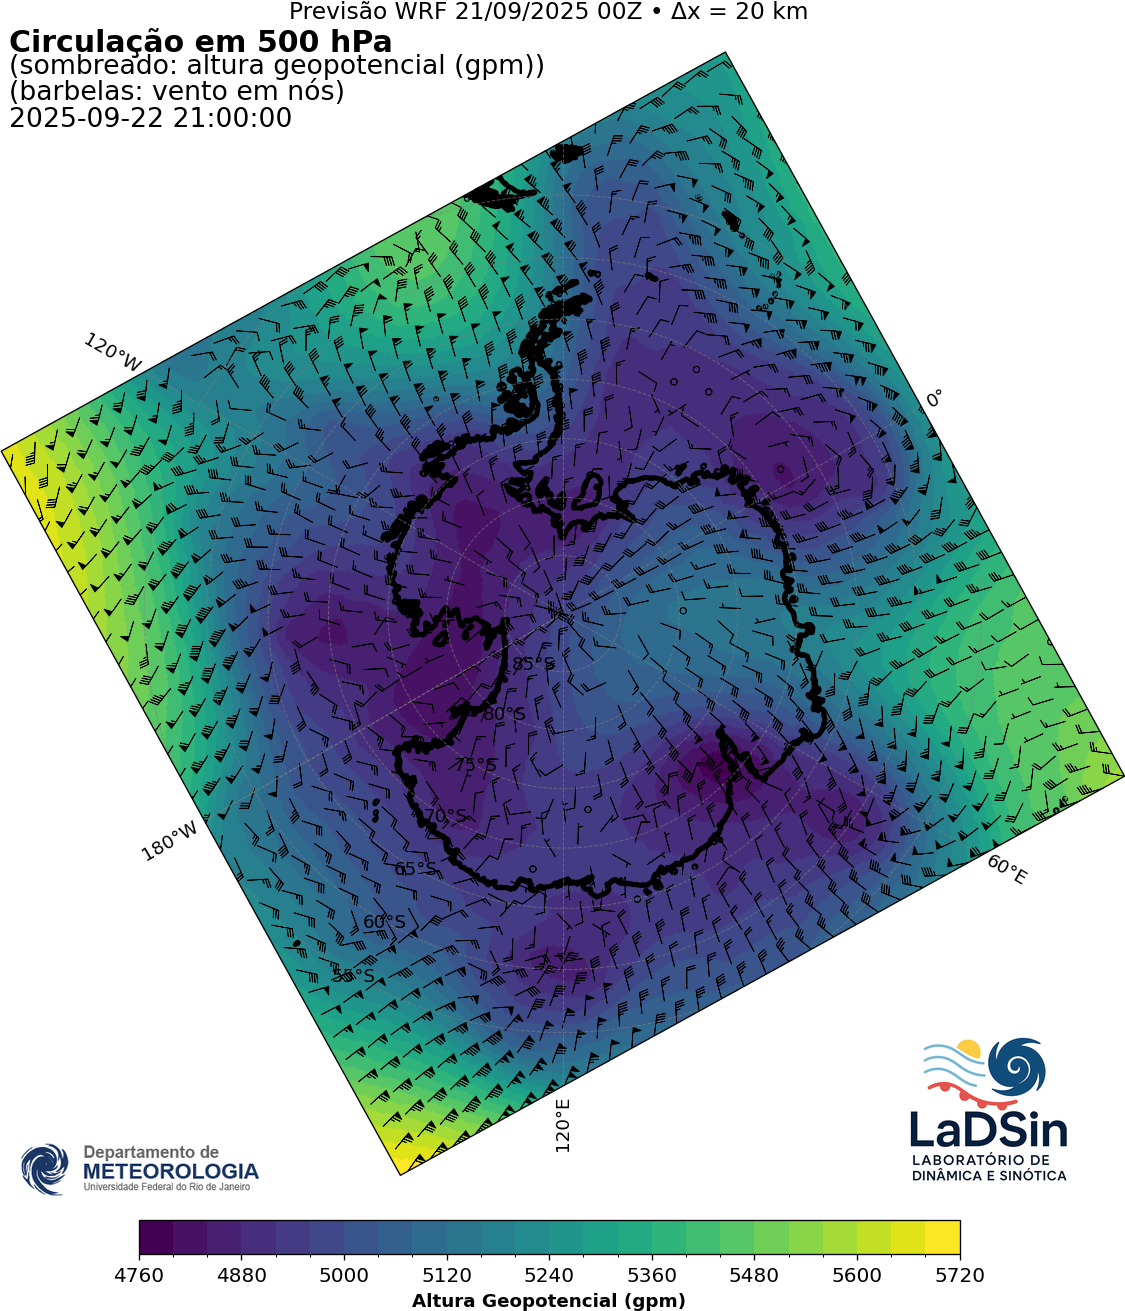 Previsão WRF 21/09/2025 00Z • Δx = 20 km
Circulação em 500 hPa
(sombreado: altura geopotencial (gpm))
(barbelas: vento em nós)
2025-09-22 21:00:00
120°W
0°
85°S
80°S
75°S
70°S
180°W
65°S
60°E
60°S
55°S
120°E
LaDSin
LABORATÓRIO DE
DINÂMICA E SINÓTICA
Departamento de
METEOROLOGIA
Universidade Federal do Rio de Janeiro
4760 4880 5000 5120 5240 5360 5480 5600 5720
Altura Geopotencial (gpm)